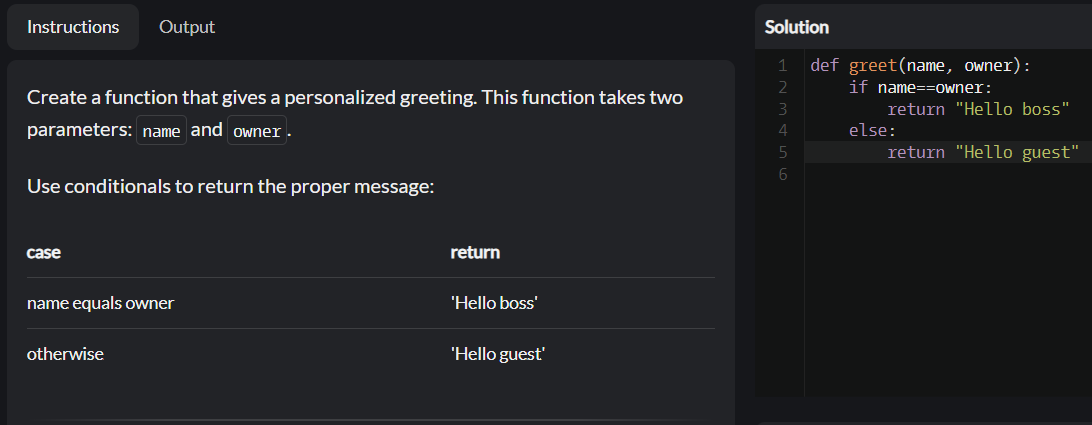 Instructions
Output
Create a function that gives a personalized greeting. This function takes two
parameters: name and owner.
Use conditionals to return the proper message:
case return
name equals owner 'Hello boss'
otherwise 'Hello guest'
Solution
1 def greet(name, owner):
2     if name==owner:
3         return "Hello boss"
4     else:
5         return "Hello guest"
6